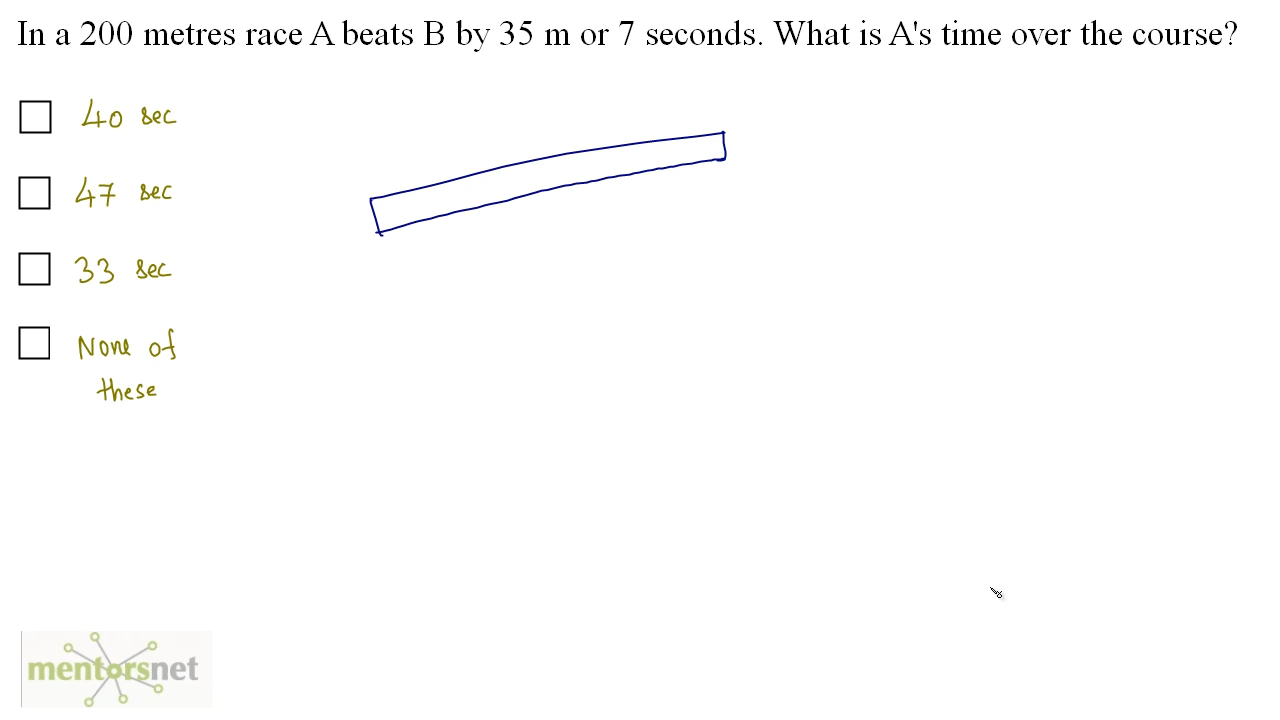 In a 200 metres race A beats B by 35 m or 7 seconds. What is A's time over the course?
40 sec
47 sec
33 sec
None of
these
mentorsnet